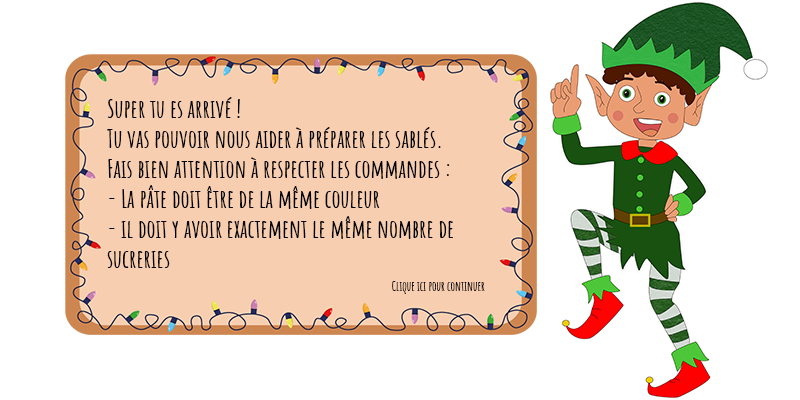 Super tu es arrivé !
Tu vas pouvoir nous aider à préparer les sablés.
Fais bien attention à respecter les commandes :
- La pâte doit être de la même couleur
- il doit y avoir exactement le même nombre de
sucreries
Clique ici pour continuer